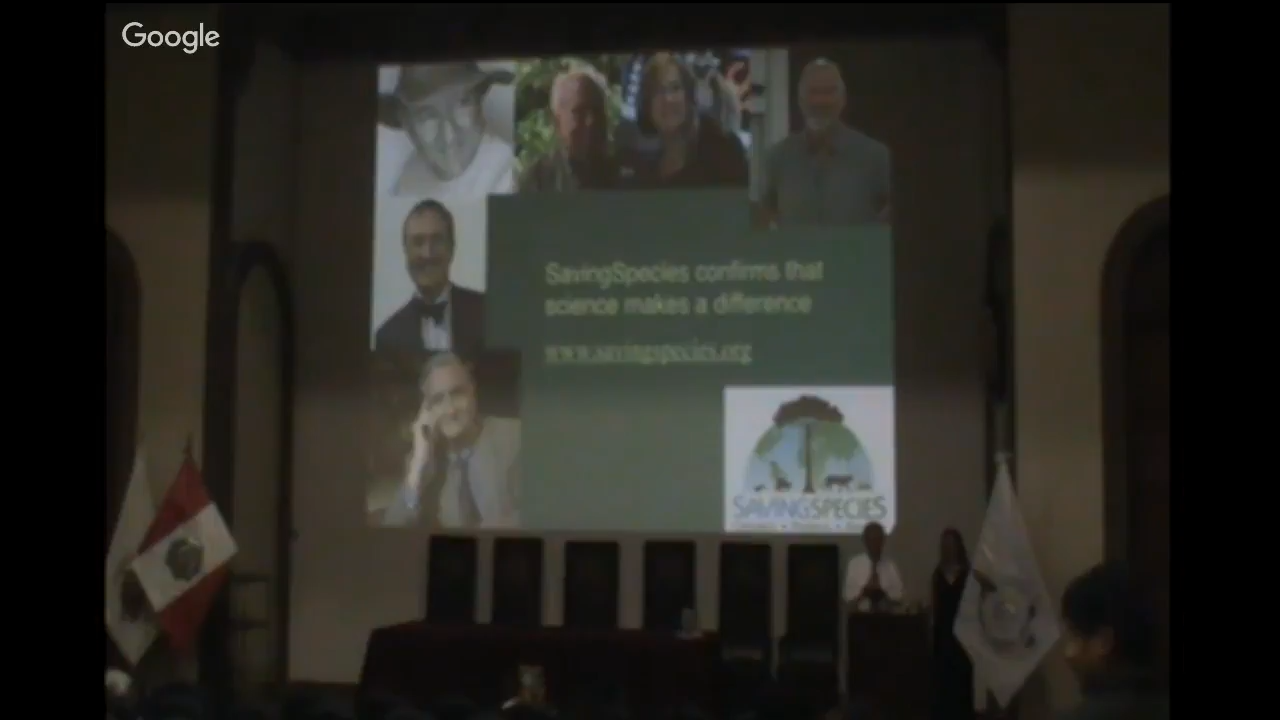 Google
SavingSpecies confirms that
science makes a difference
www.savingspecies.org
SAVINGSPECIES